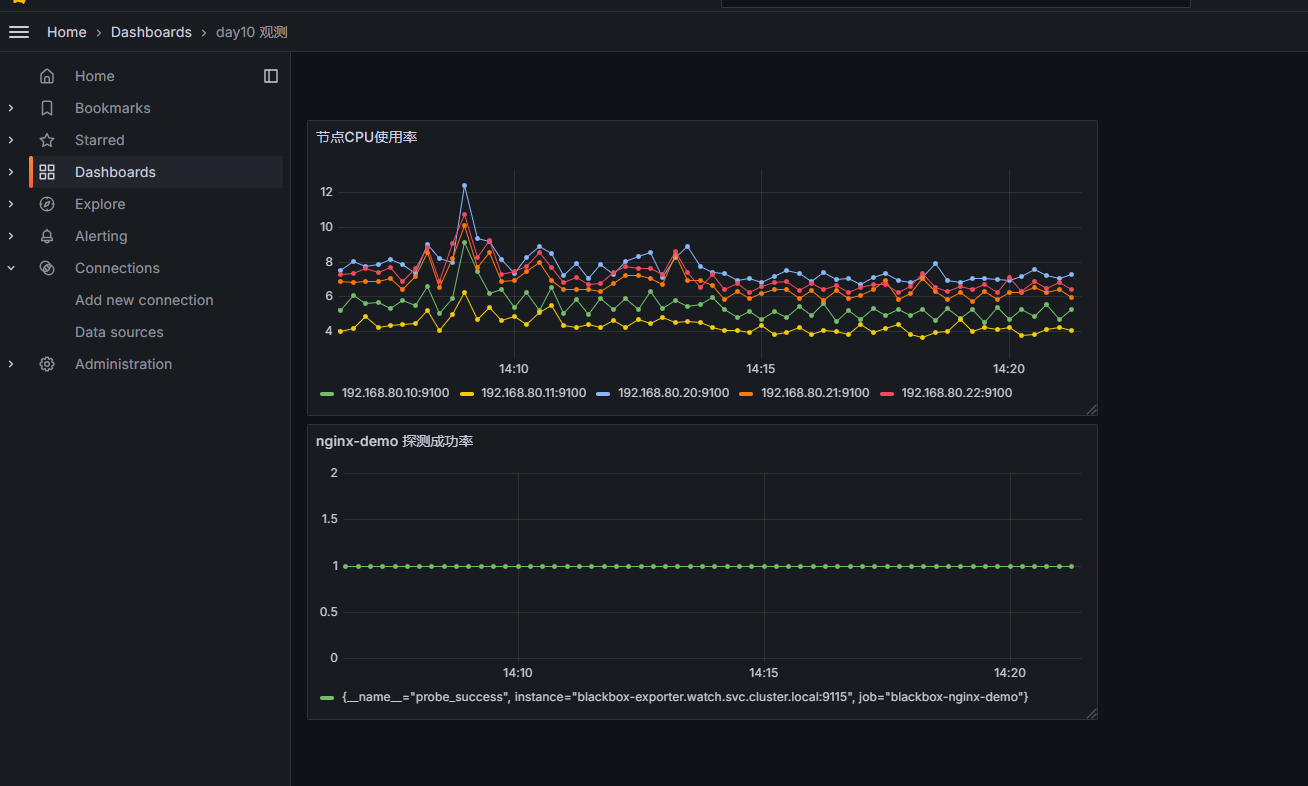 Home › Dashboards › day10 观测
Home
Bookmarks
Starred
Dashboards
Explore
Alerting
Connections
Add new connection
Data sources
Administration
节点CPU使用率
12
10
8
6
4
14:10 14:15 14:20
192.168.80.10:9100 192.168.80.11:9100 192.168.80.20:9100 192.168.80.21:9100 192.168.80.22:9100
nginx-demo 探测成功率
2
1.5
1
0.5
0
14:10 14:15 14:20
{__name__="probe_success", instance="blackbox-exporter.watch.svc.cluster.local:9115", job="blackbox-nginx-demo"}